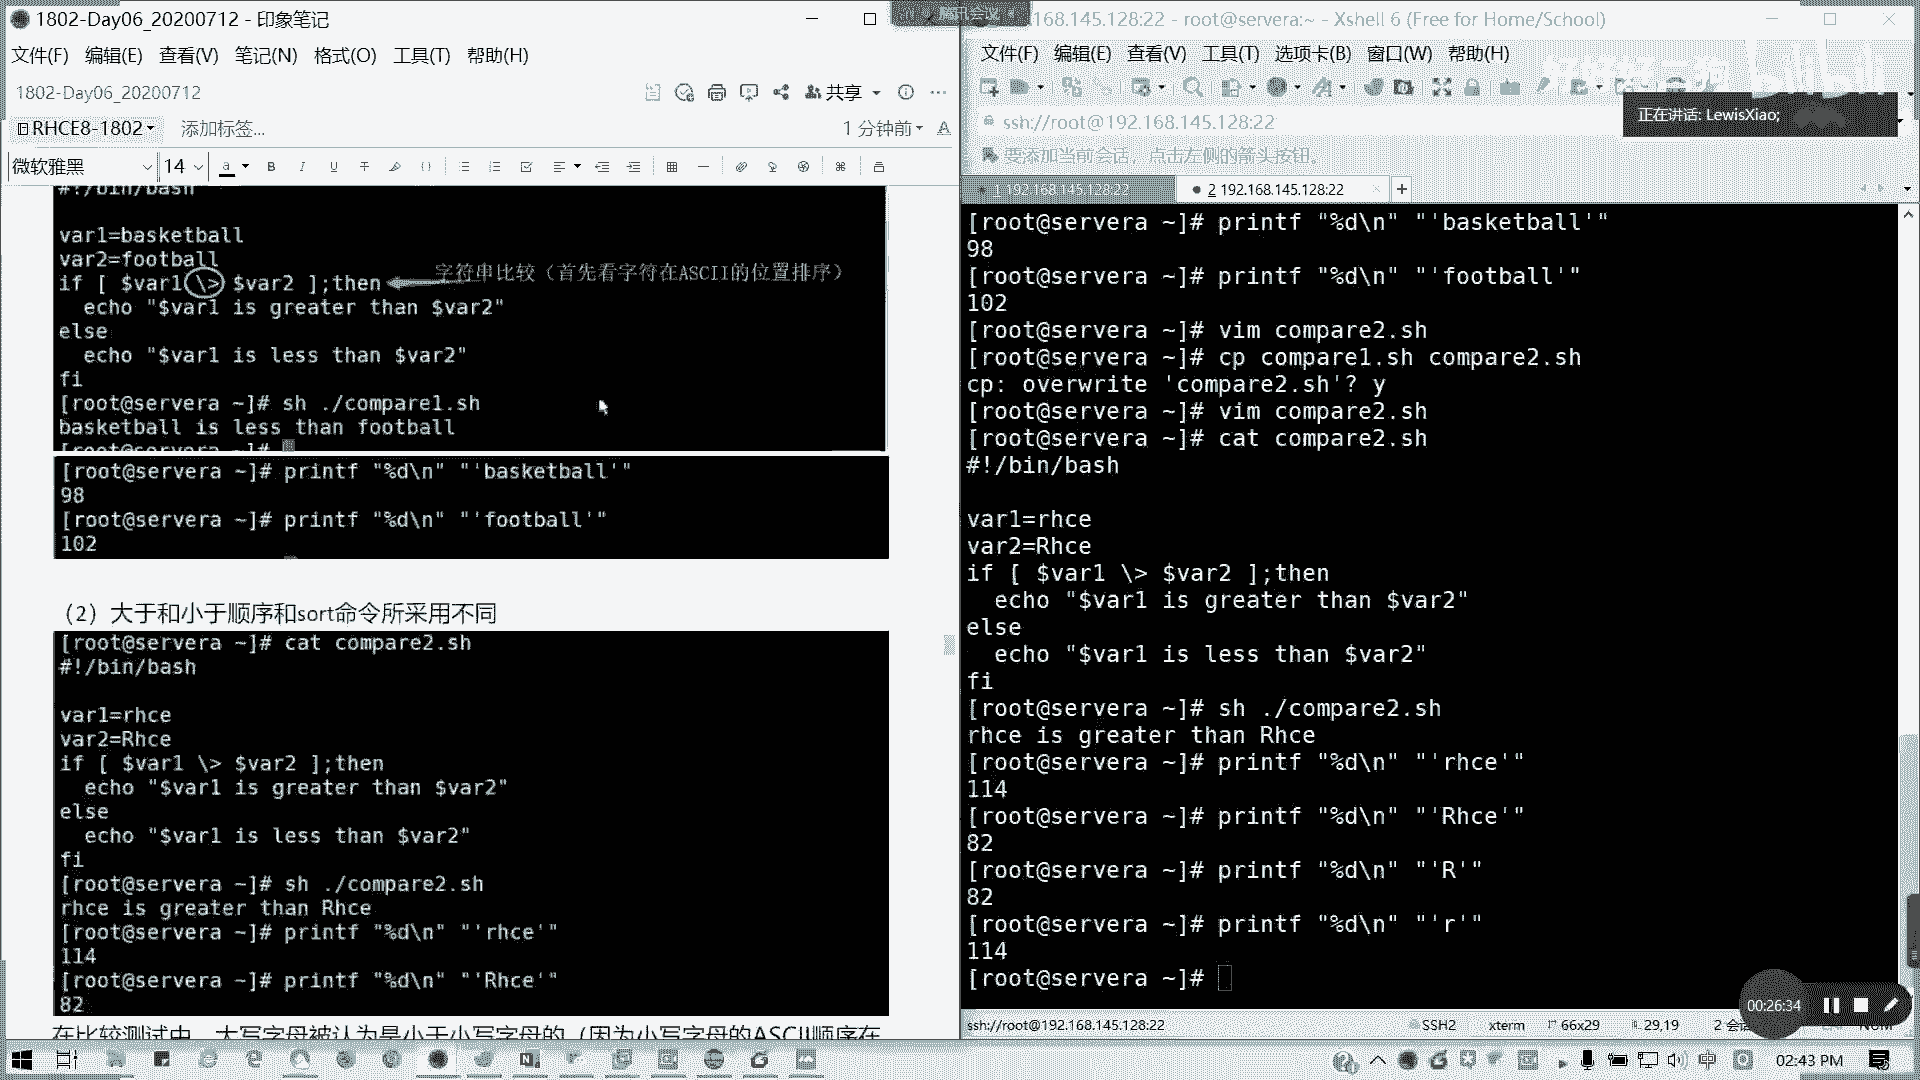 1802-Day06_20200712 - 印象笔记
文件(F) 编辑(E) 查看(V) 笔记(N) 格式(O) 工具(T) 帮助(H)
1802-Day06_20200712
共享
RHCE8-1802
添加标签...
1 分钟前
微软雅黑 14
#!/bin/bash
var1=basketball
var2=football
if [ $var1 \> $var2 ];then
字符串比较（首先看字符在ASCII的位置排序）
  echo "$var1 is greater than $var2"
else
  echo "$var1 is less than $var2"
fi
[root@servera ~]# sh ./compare1.sh
basketball is less than football
[root@servera ~]#
[root@servera ~]# printf "%d\n" "'basketball'"
98
[root@servera ~]# printf "%d\n" "'football'"
102
（2）大于和小于顺序和sort命令所采用不同
[root@servera ~]# cat compare2.sh
#!/bin/bash
var1=rhce
var2=Rhce
if [ $var1 \> $var2 ];then
  echo "$var1 is greater than $var2"
else
  echo "$var1 is less than $var2"
fi
[root@servera ~]# sh ./compare2.sh
rhce is greater than Rhce
[root@servera ~]# printf "%d\n" "'rhce'"
114
[root@servera ~]# printf "%d\n" "'Rhce'"
82
在比较测试中，大写字母被认为是小于小写字母的（因为小写字母的ASCII顺序在
腾讯会议
.168.145.128:22 - root@servera:~ - Xshell 6 (Free for Home/School)
文件(F) 编辑(E) 查看(V) 工具(T) 选项卡(B) 窗口(W) 帮助(H)
bilibili
正在讲话: LewisXiao;
ssh://root@192.168.145.128:22
要添加当前会话，点击左侧的箭头按钮。
1 192.168.145.128:22
2 192.168.145.128:22
[root@servera ~]# printf "%d\n" "'basketball'"
98
[root@servera ~]# printf "%d\n" "'football'"
102
[root@servera ~]# vim compare2.sh
[root@servera ~]# cp compare1.sh compare2.sh
cp: overwrite 'compare2.sh'? y
[root@servera ~]# vim compare2.sh
[root@servera ~]# cat compare2.sh
#!/bin/bash
var1=rhce
var2=Rhce
if [ $var1 \> $var2 ];then
  echo "$var1 is greater than $var2"
else
  echo "$var1 is less than $var2"
fi
[root@servera ~]# sh ./compare2.sh
rhce is greater than Rhce
[root@servera ~]# printf "%d\n" "'rhce'"
114
[root@servera ~]# printf "%d\n" "'Rhce'"
82
[root@servera ~]# printf "%d\n" "'R'"
82
[root@servera ~]# printf "%d\n" "'r'"
114
[root@servera ~]#
00:26:34
ssh://root@192.168.145.128:22 SSH2 xterm 66x29 29,19 2 会 NUM
中 02:43 PM